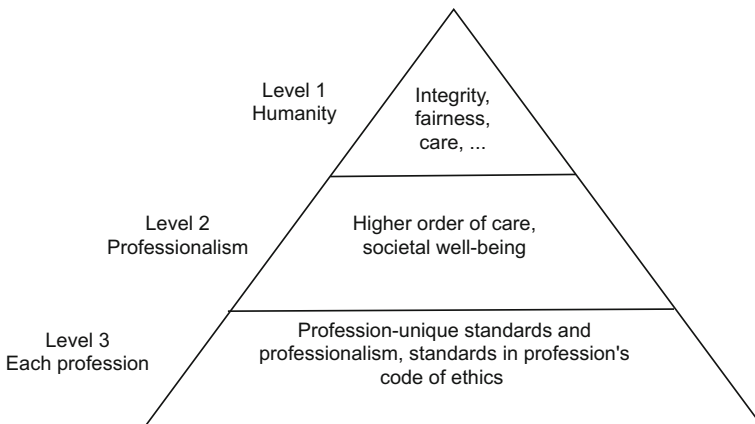 Level 1
Humanity
Integrity,
fairness,
care, ...
Level 2
Professionalism
Higher order of care,
societal well-being
Level 3
Each profession
Profession-unique standards and
professionalism, standards in profession's
code of ethics